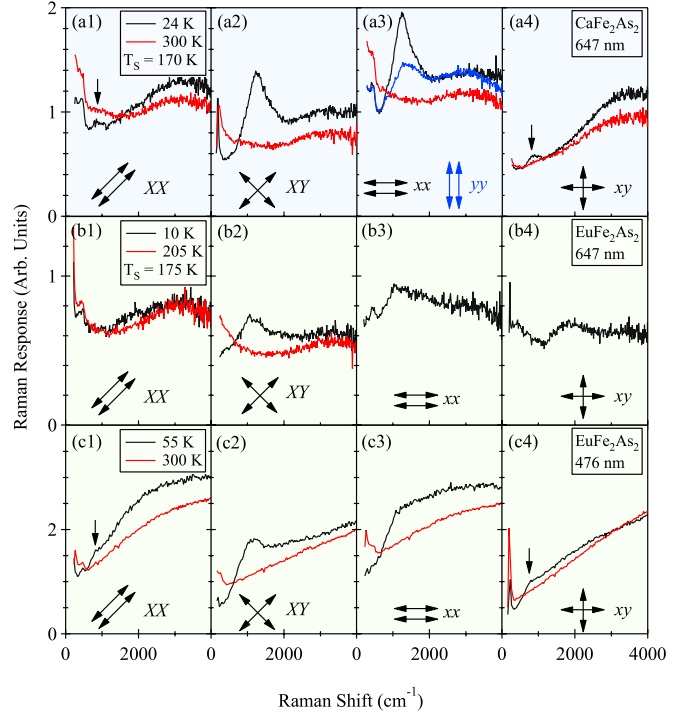 Raman Response (Arb. Units)
2
1
0
(a1)
24 K
300 K
T_S = 170 K
XX
(a2)
XY
(a3)
xx
yy
(a4)
CaFe₂As₂
647 nm
xy
1
0
(b1)
10 K
205 K
T_S = 175 K
XX
(b2)
XY
(b3)
xx
(b4)
EuFe₂As₂
647 nm
xy
2
0
(c1)
55 K
300 K
XX
(c2)
XY
(c3)
xx
(c4)
EuFe₂As₂
476 nm
xy
0 2000 0 2000 0 2000 0 2000 4000
Raman Shift (cm⁻¹)